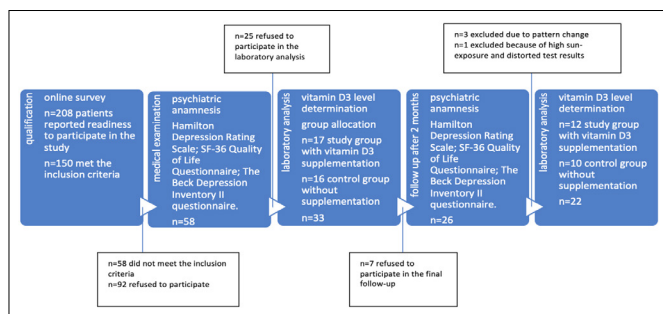 n=25 refused to
participate in the
laboratory analysis
n=3 excluded due to pattern change
n=1 excluded because of high sun-
exposure and distorted test results
qualification
online survey
n=208 patients
reported readiness
to participate in
the study
n=150 met the
inclusion criteria
medical examination
psychiatric
anamnesis
Hamilton
Depression Rating
Scale; SF-36 Quality
of Life
Questionnaire; The
Beck Depression
Inventory II
questionnaire.
n=58
laboratory analysis
vitamin D3 level
determination
group allocation
n=17 study group
with vitamin D3
supplementation
n=16 control group
without
supplementation
n=33
follow up after 2 months
psychiatric
anamnesis
Hamilton
Depression Rating
Scale; SF-36 Quality
of Life
Questionnaire; The
Beck Depression
Inventory II
questionnaire.
n=26
laboratory analysis
vitamin D3 level
determination
n=12 study group
with vitamin D3
supplementation
n=10 control group
without
supplementation
n=22
n=58 did not meet the inclusion
criteria
n=92 refused to participate
n=7 refused to
participate in the final
follow-up